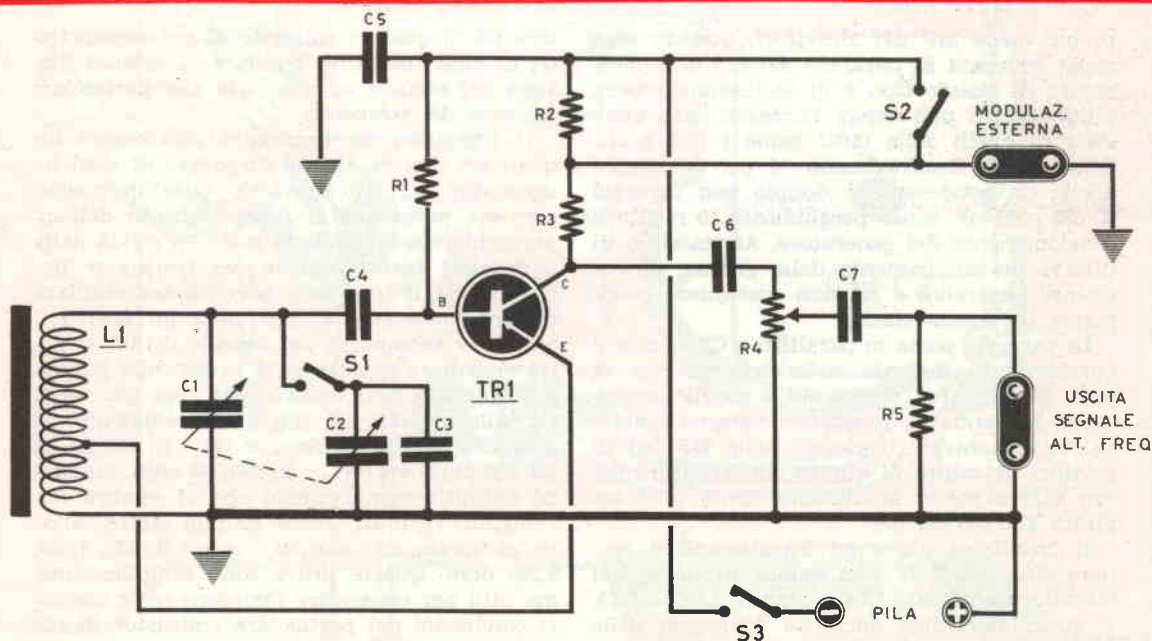 C5
R2
S2
MODULAZ.
ESTERNA
R1
R3
C6
C4
B
C
C7
L1
S1
E
R4
TR1
C1
C2
C3
R5
USCITA
SEGNALE
ALT. FREQ.
PILA
S3